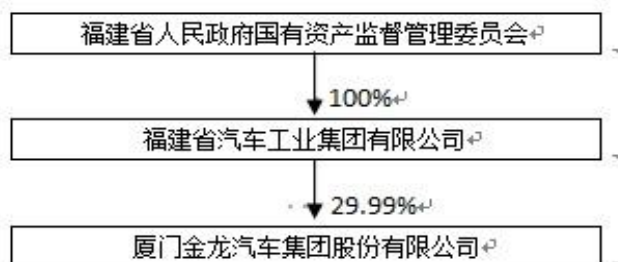 福建省人民政府国有资产监督管理委员会
100%
福建省汽车工业集团有限公司
29.99%
厦门金龙汽车集团股份有限公司